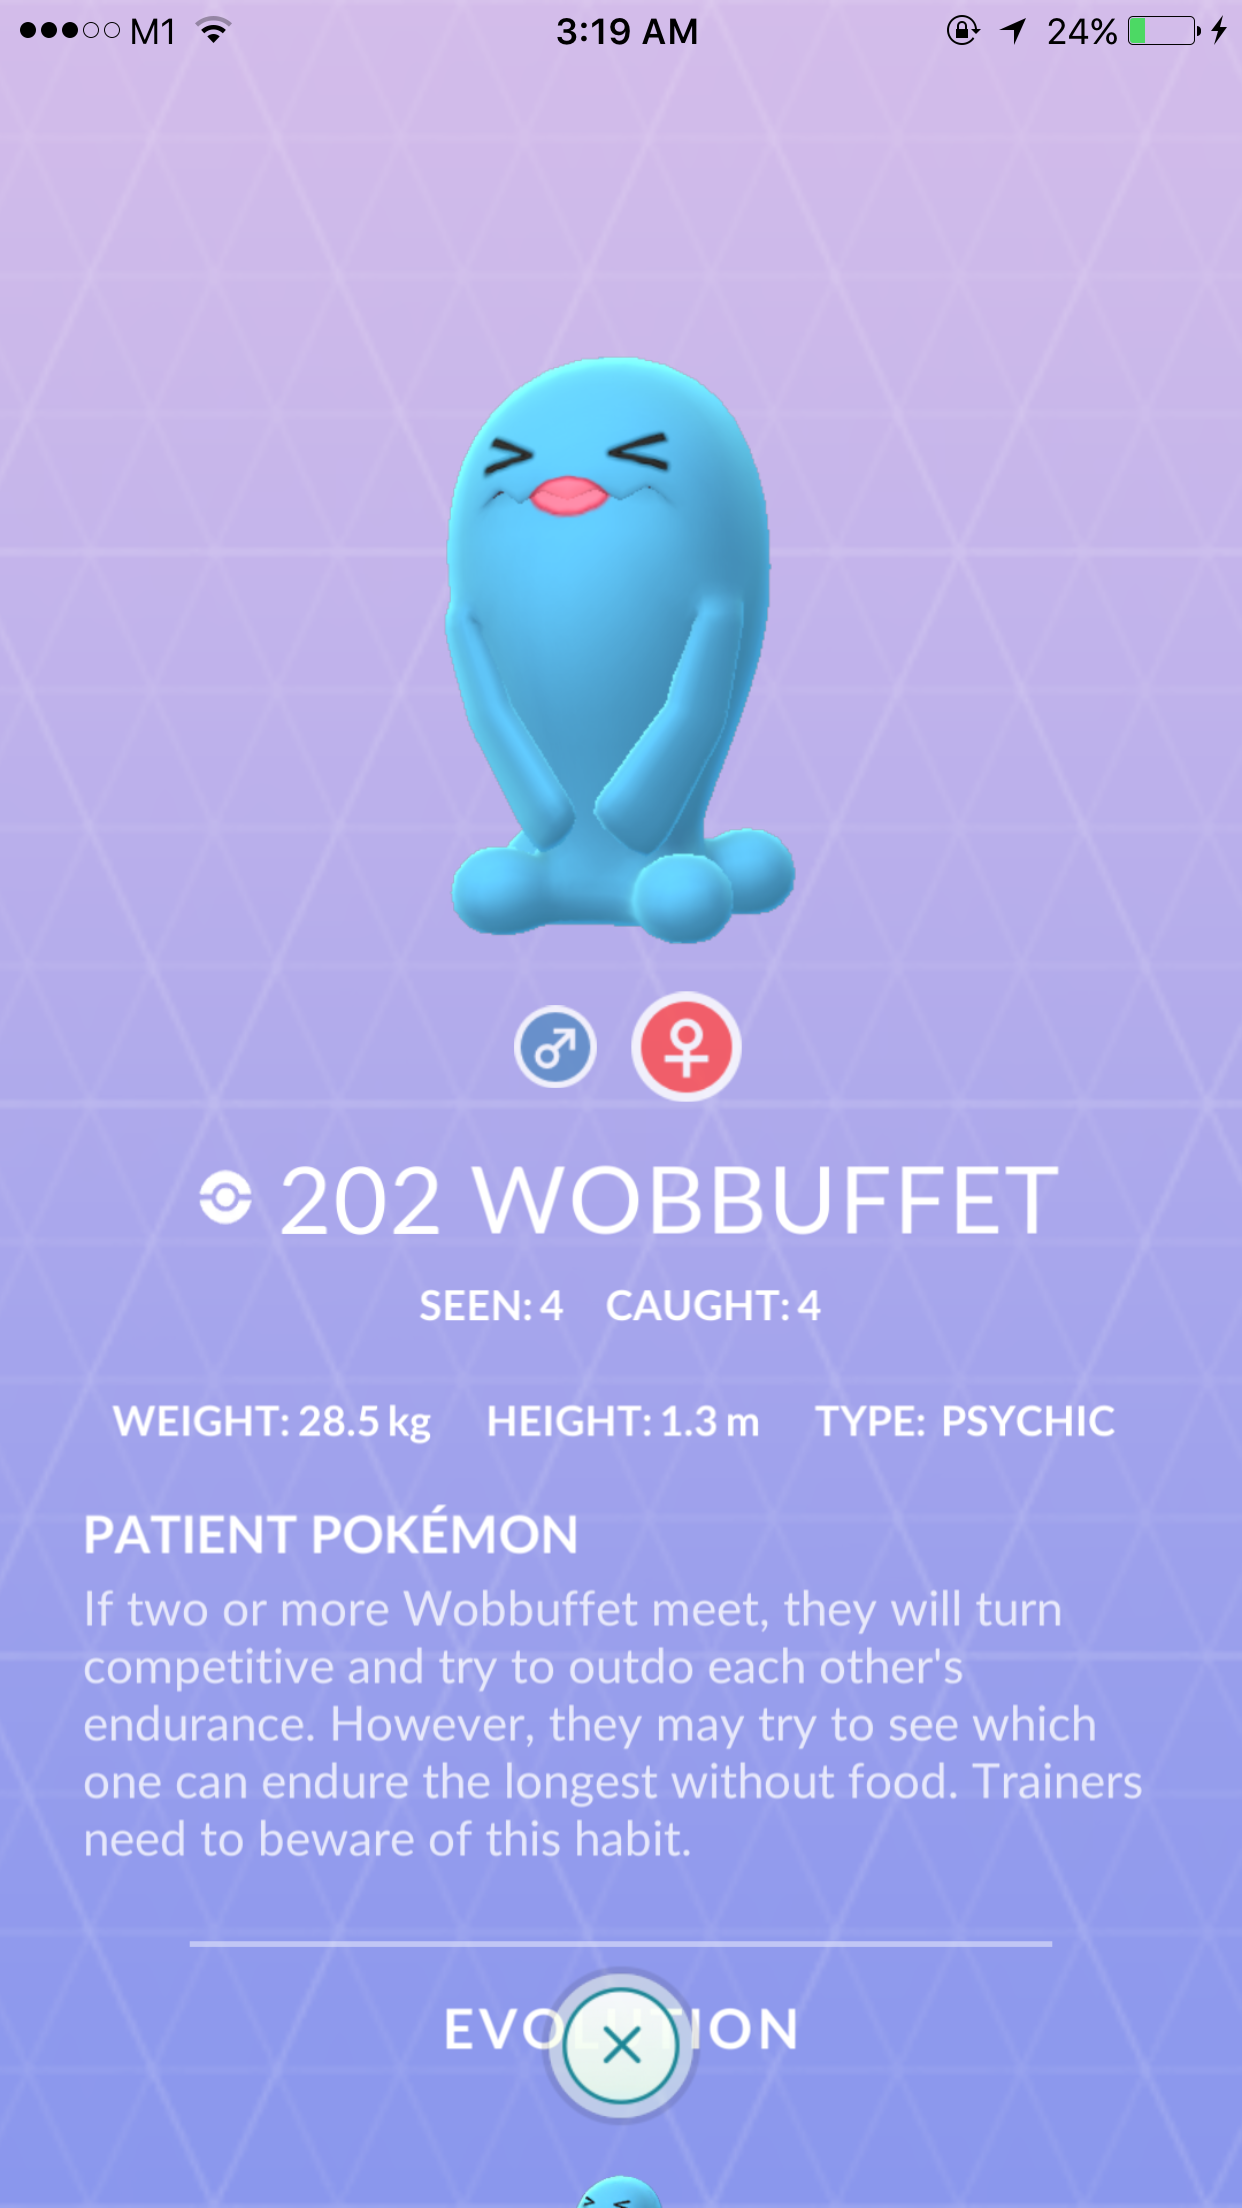 M1 3:19 AM 24%
202 WOBBUFFET
SEEN: 4 CAUGHT: 4
WEIGHT: 28.5 kg HEIGHT: 1.3 m TYPE: PSYCHIC
PATIENT POKÉMON
If two or more Wobbuffet meet, they will turn
competitive and try to outdo each other's
endurance. However, they may try to see which
one can endure the longest without food. Trainers
need to beware of this habit.
EVOLUTION